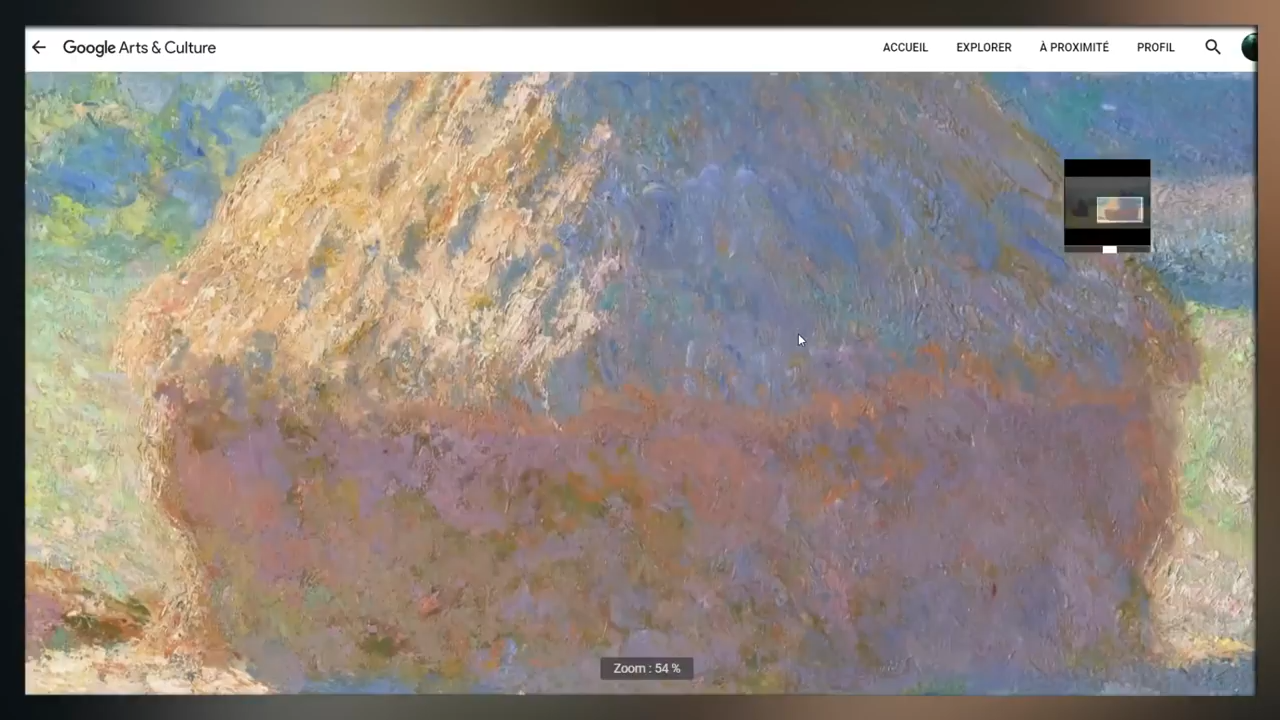 Google Arts & Culture
ACCUEIL EXPLORER À PROXIMITÉ PROFIL
Zoom : 54 %